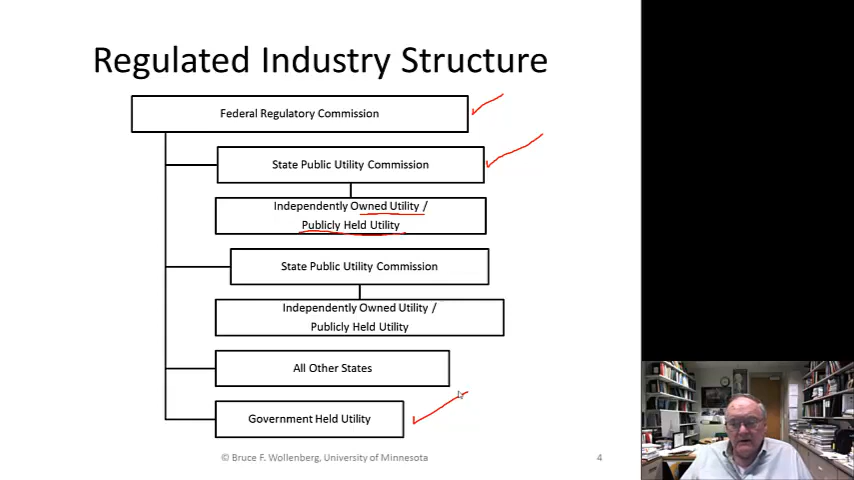 Regulated Industry Structure
Federal Regulatory Commission
State Public Utility Commission
Independently Owned Utility /
Publicly Held Utility
State Public Utility Commission
Independently Owned Utility /
Publicly Held Utility
All Other States
Government Held Utility
© Bruce F. Wollenberg, University of Minnesota
4